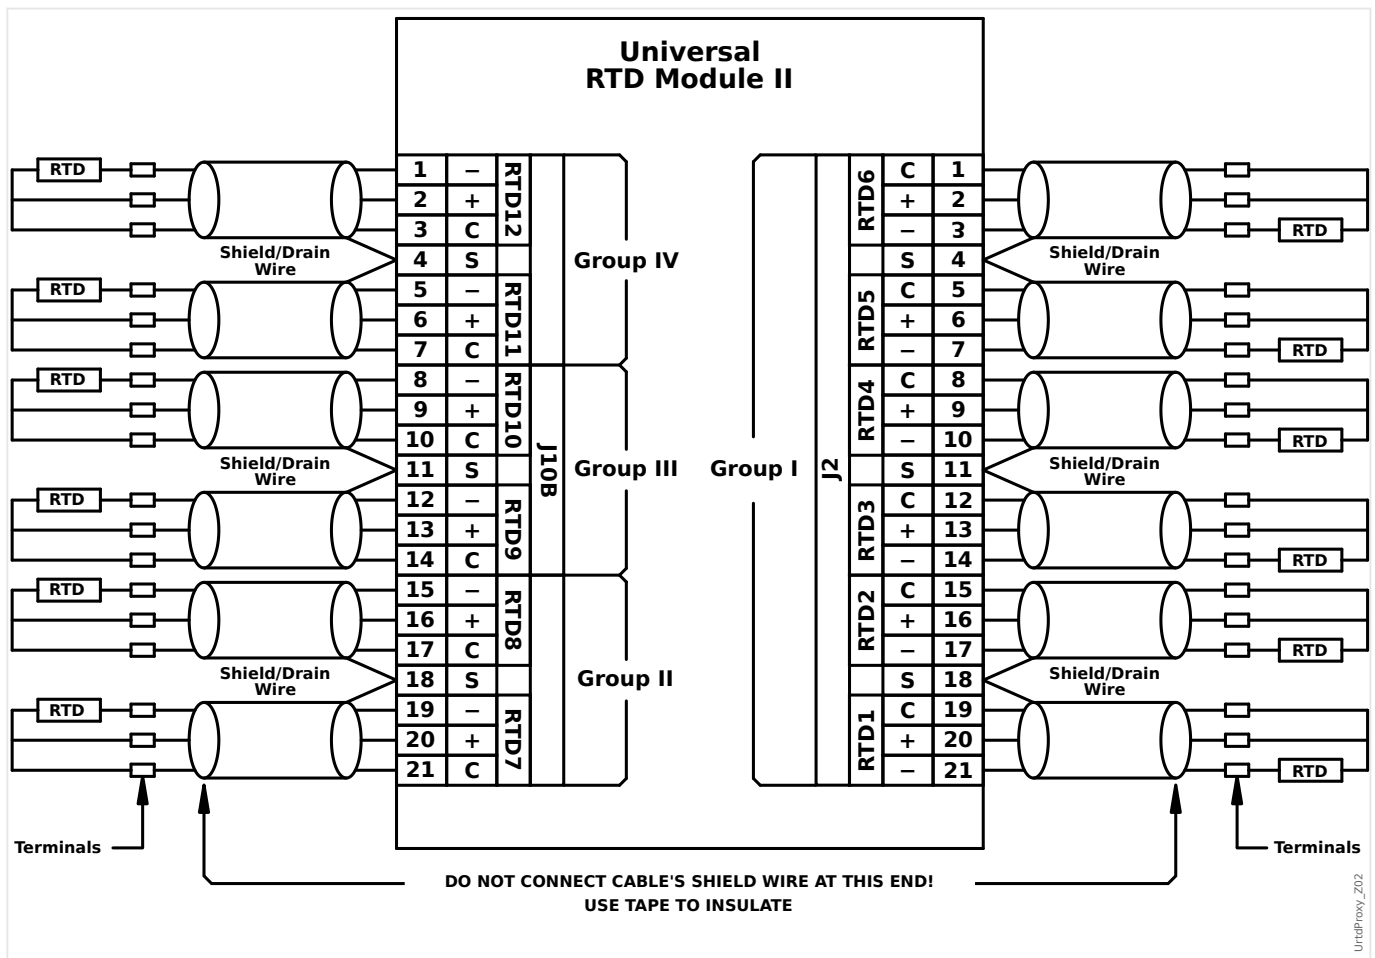 Universal
RTD Module II
RTD 1 − RTD12 RTD6 C 1
2 + + 2
3 C − 3 RTD
Shield/Drain
Wire
4 S Group IV S 4
Shield/Drain
Wire
RTD 5 − RTD11 RTD5 C 5
6 + + 6
7 C − 7 RTD
RTD 8 − RTD10 RTD4 C 8
9 + + 9
10 C − 10 RTD
Shield/Drain
Wire
11 S J10B Group III Group I J2 S 11
Shield/Drain
Wire
RTD 12 − RTD9 RTD3 C 12
13 + + 13
14 C − 14 RTD
RTD 15 − RTD8 RTD2 C 15
16 + + 16
17 C − 17 RTD
Shield/Drain
Wire
18 S Group II S 18
Shield/Drain
Wire
RTD 19 − RTD7 RTD1 C 19
20 + + 20
21 C − 21 RTD
Terminals
Terminals
DO NOT CONNECT CABLE'S SHIELD WIRE AT THIS END!
USE TAPE TO INSULATE
UrtdProxy_Z02